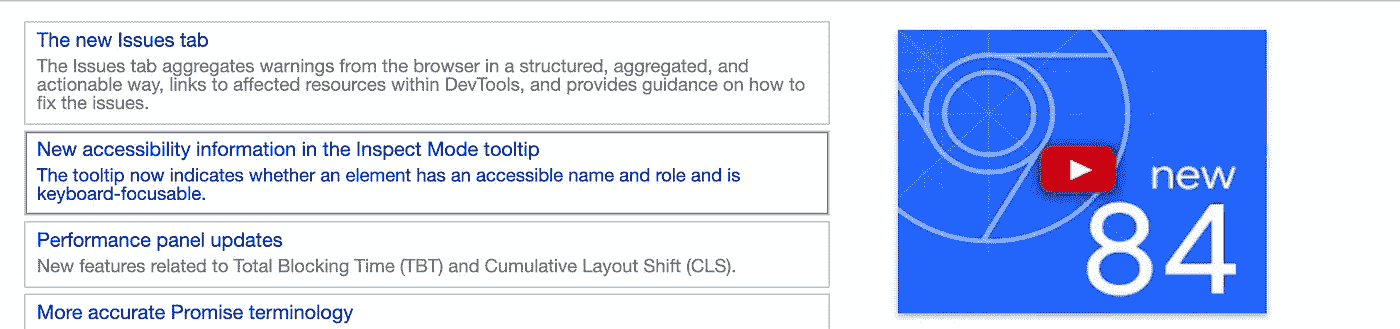 The new Issues tab
The Issues tab aggregates warnings from the browser in a structured, aggregated, and
actionable way, links to affected resources within DevTools, and provides guidance on how to
fix the issues.
New accessibility information in the Inspect Mode tooltip
The tooltip now indicates whether an element has an accessible name and role and is
keyboard-focusable.
Performance panel updates
New features related to Total Blocking Time (TBT) and Cumulative Layout Shift (CLS).
More accurate Promise terminology
new
84